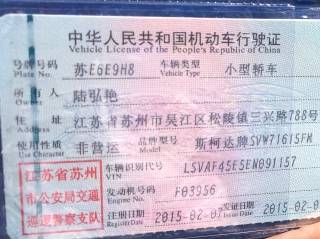 中华人民共和国机动车行驶证
Vehicle License of the People's Republic of China
号牌号码 苏E6E9H8 车辆类型 小型轿车
Plate No. Vehicle Type
所有人 陆弘艳
Owner
住址 江苏省苏州市吴江区松陵镇三兴路788号
Address
使用性质 非营运 品牌型号 斯柯达牌SVW71615FM
Use Character Model
江苏省苏州
市公安局交通
巡逻警察支队
车辆识别代号 LSVAF45E5EN091157
VIN
发动机号码 F03956
Engine No.
注册日期 2015-02-07 发证日期 2015-02-0
Register Date Issue Date